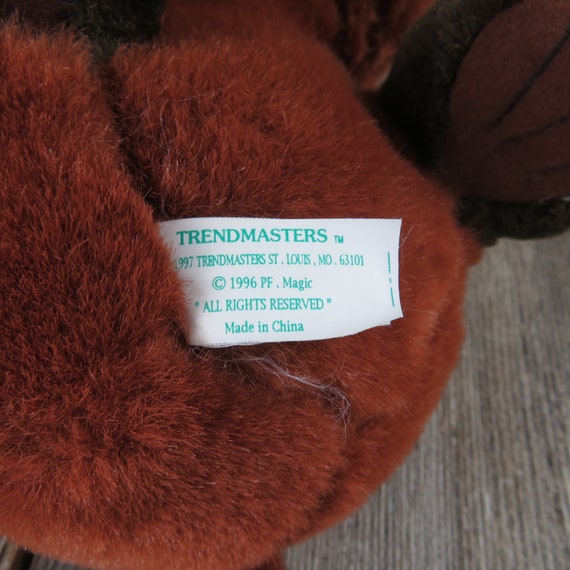 TRENDMASTERS TM
1997 TRENDMASTERS ST . LOUIS , MO . 63101
© 1996 PF . Magic
" ALL RIGHTS RESERVED "
Made in China